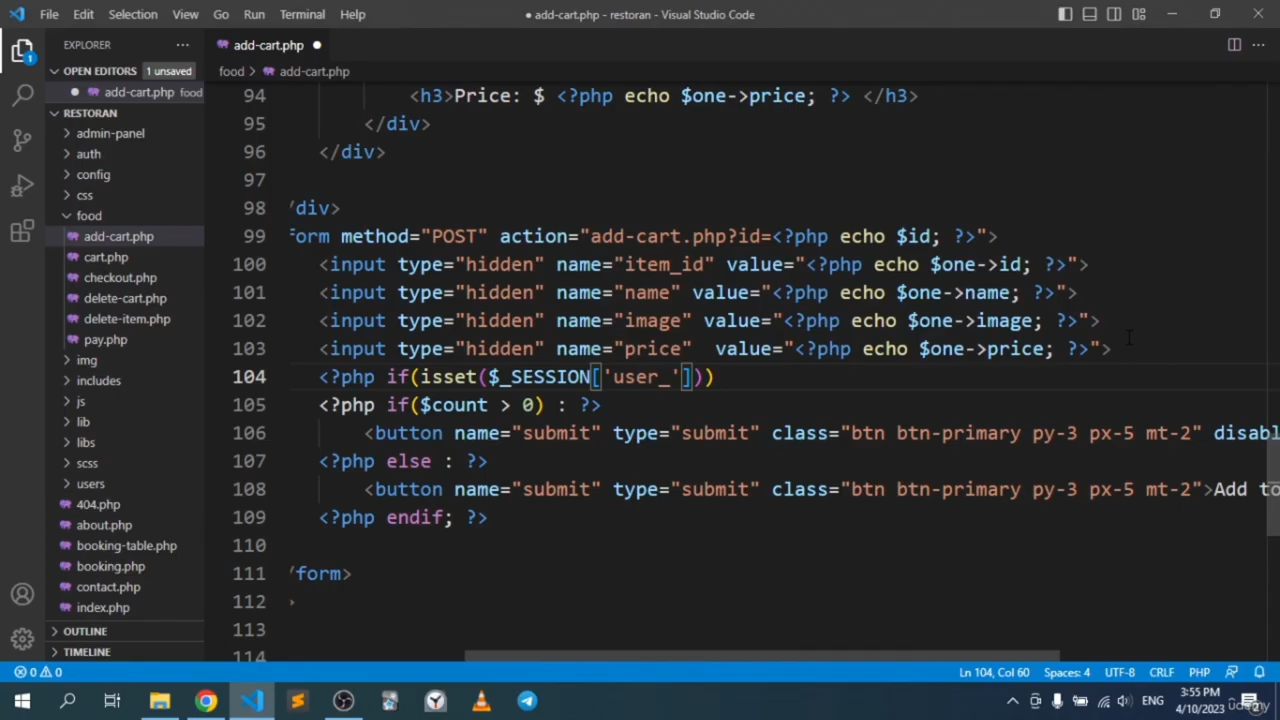 File Edit Selection View Go Run Terminal Help
● add-cart.php - restoran - Visual Studio Code
EXPLORER
add-cart.php
OPEN EDITORS 1 unsaved
food > add-cart.php
add-cart.php food
RESTORAN
admin-panel
auth
config
css
food
add-cart.php
cart.php
checkout.php
delete-cart.php
delete-item.php
pay.php
img
includes
js
lib
libs
scss
users
404.php
about.php
booking-table.php
booking.php
contact.php
index.php
OUTLINE
TIMELINE
94 <h3>Price: $ <?php echo $one->price; ?> </h3>
95 </div>
96 </div>
97
98 /div>
99 orm method="POST" action="add-cart.php?id=<?php echo $id; ?>">
100 <input type="hidden" name="item_id" value="<?php echo $one->id; ?>">
101 <input type="hidden" name="name" value="<?php echo $one->name; ?>">
102 <input type="hidden" name="image" value="<?php echo $one->image; ?>">
103 <input type="hidden" name="price"  value="<?php echo $one->price; ?>">
104 <?php if(isset($_SESSION['user_']))
105 <?php if($count > 0) : ?>
106 <button name="submit" type="submit" class="btn btn-primary py-3 px-5 mt-2" disabl
107 <?php else : ?>
108 <button name="submit" type="submit" class="btn btn-primary py-3 px-5 mt-2">Add to
109 <?php endif; ?>
110
111 /form>
112 >
113
114
0 0 Ln 104, Col 60 Spaces: 4 UTF-8 CRLF PHP
ENG 3:55 PM
4/10/2023
udemy